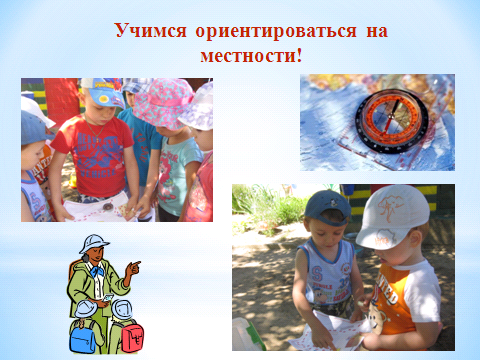 Учимся ориентироваться на
местности!